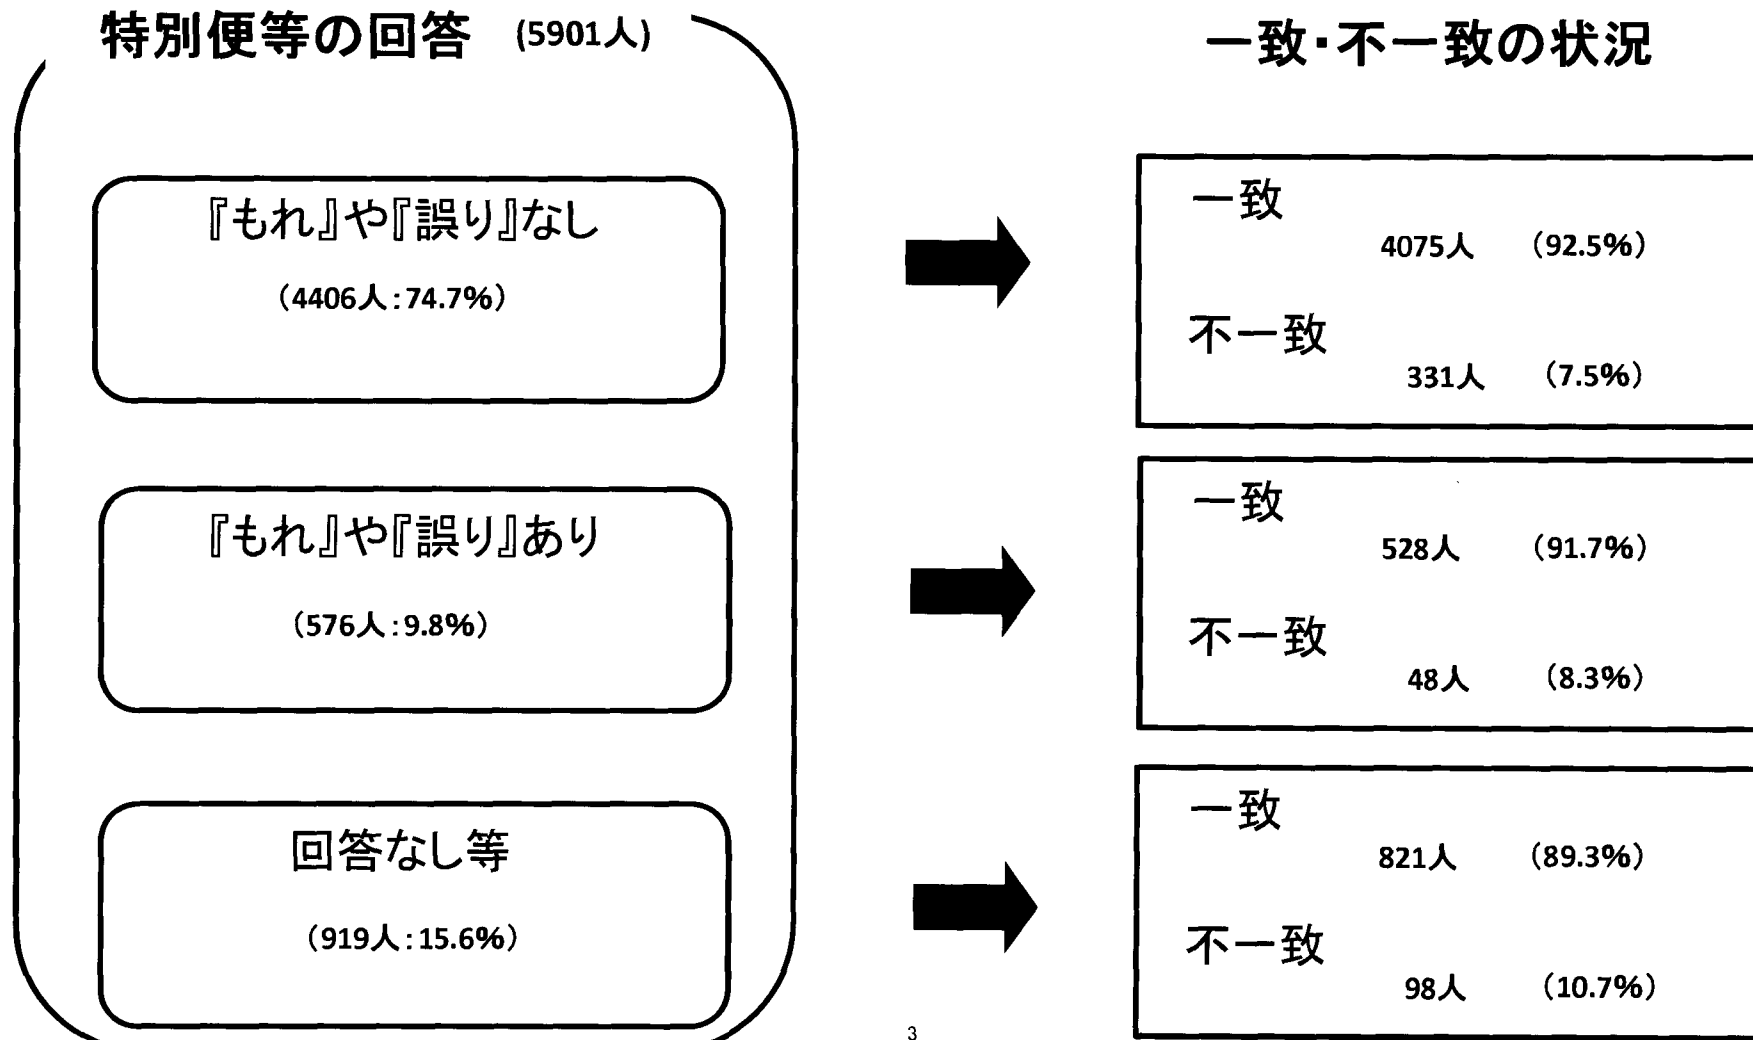 特別便等の回答 (5901人)
『もれ』や『誤り』なし
(4406人:74.7%)
『もれ』や『誤り』あり
(576人:9.8%)
回答なし等
(919人:15.6%)
一致・不一致の状況
一致
4075人 (92.5%)
不一致
331人 (7.5%)
一致
528人 (91.7%)
不一致
48人 (8.3%)
一致
821人 (89.3%)
不一致
98人 (10.7%)
3